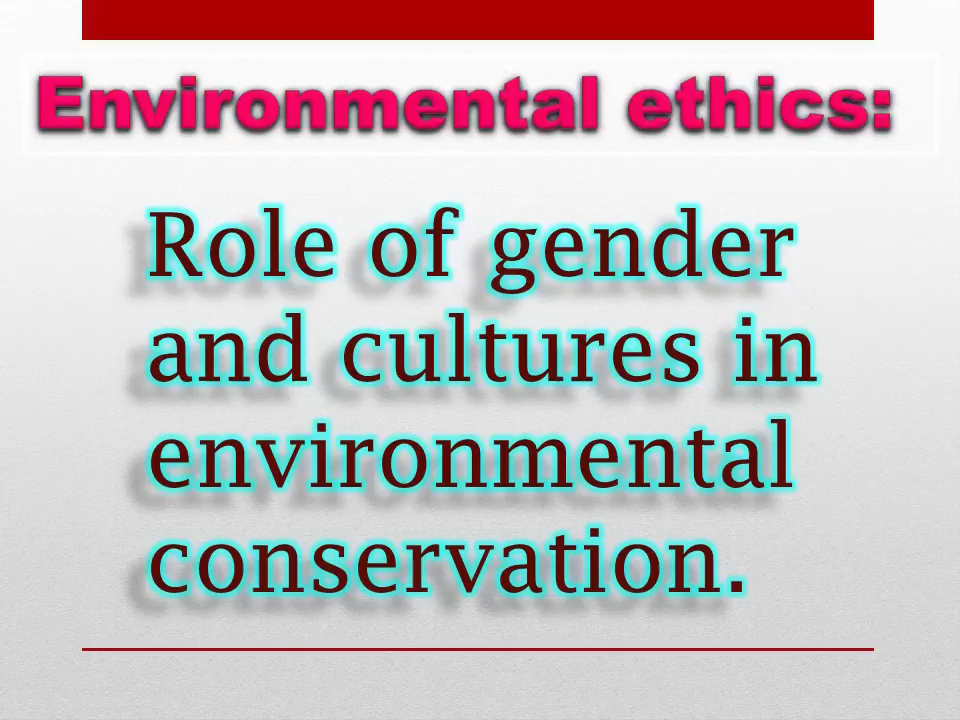 Environmental ethics:
Role of gender
and cultures in
environmental
conservation.